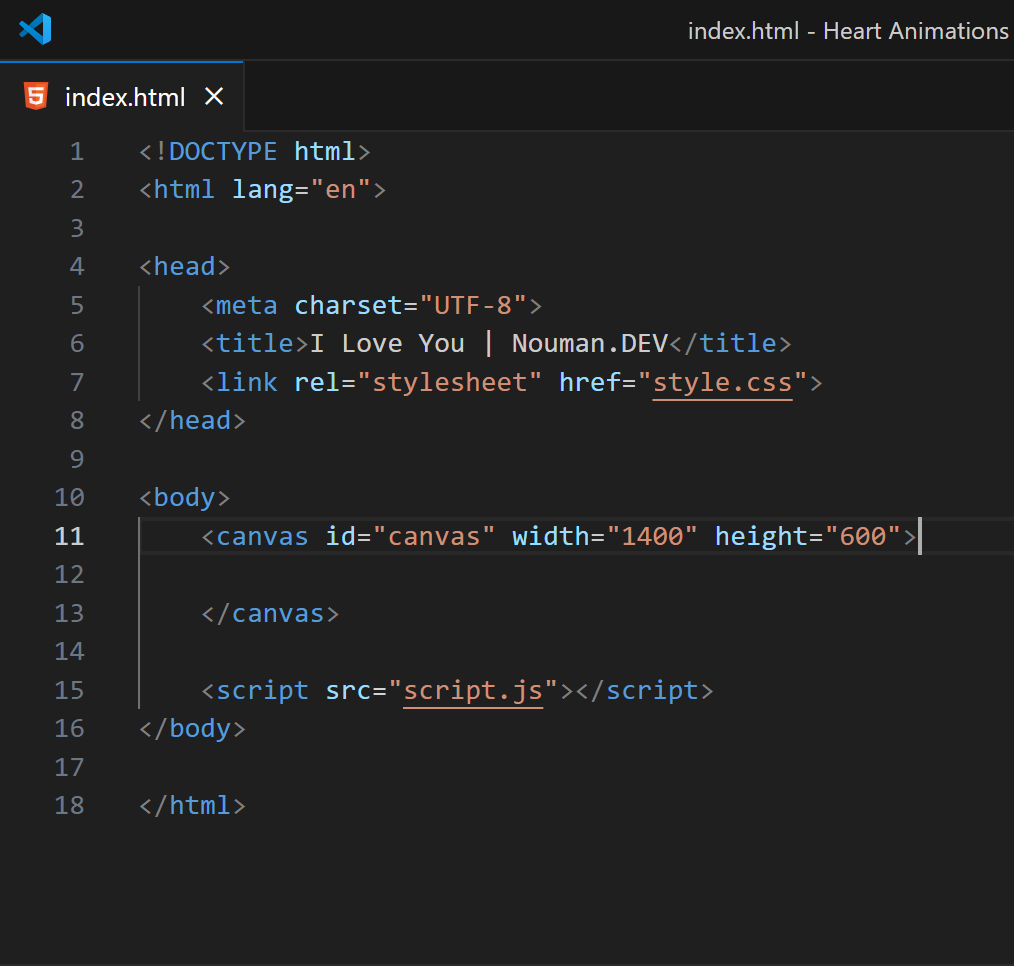 index.html - Heart Animations
index.html
1 <!DOCTYPE html>
2 <html lang="en">
3
4 <head>
5     <meta charset="UTF-8">
6     <title>I Love You | Nouman.DEV</title>
7     <link rel="stylesheet" href="style.css">
8 </head>
9
10 <body>
11     <canvas id="canvas" width="1400" height="600">
12
13     </canvas>
14
15     <script src="script.js"></script>
16 </body>
17
18 </html>